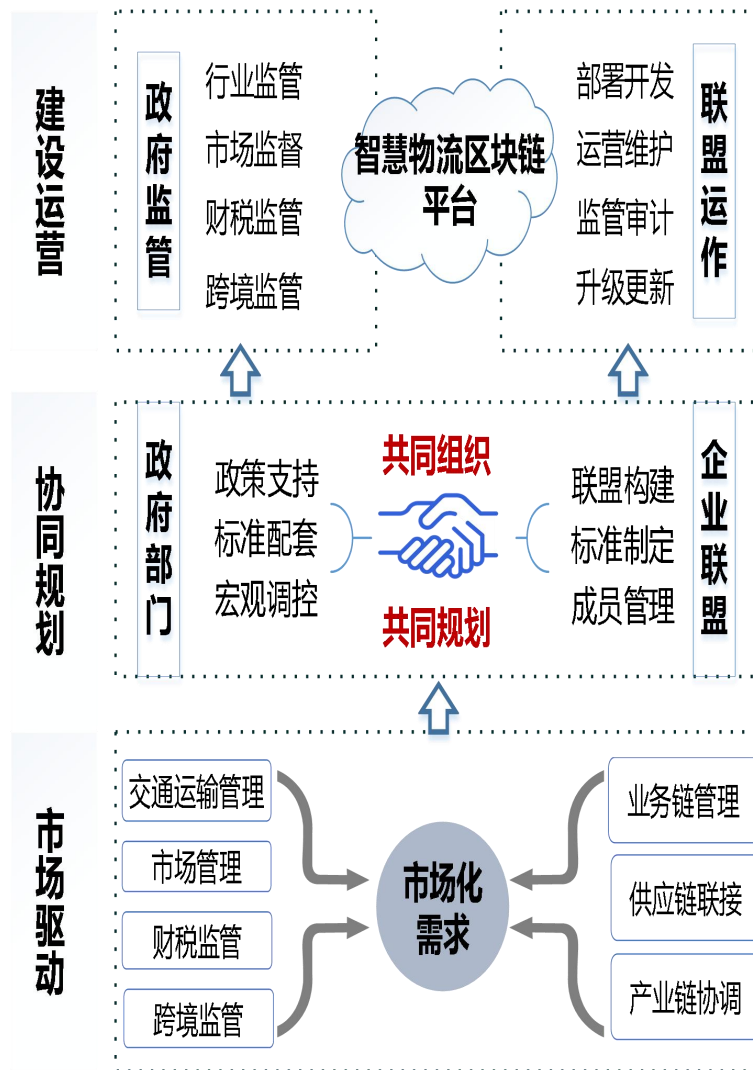 建设运营
政府监管
行业监管
市场监督
财税监管
跨境监管
智慧物流区块链
平台
部署开发
运营维护
监管审计
升级更新
联盟运作
协同规划
政府部门
政策支持
标准配套
宏观调控
共同组织
共同规划
联盟构建
标准制定
成员管理
企业联盟
市场驱动
交通运输管理
市场管理
财税监管
跨境监管
市场化
需求
业务链管理
供应链联接
产业链协调